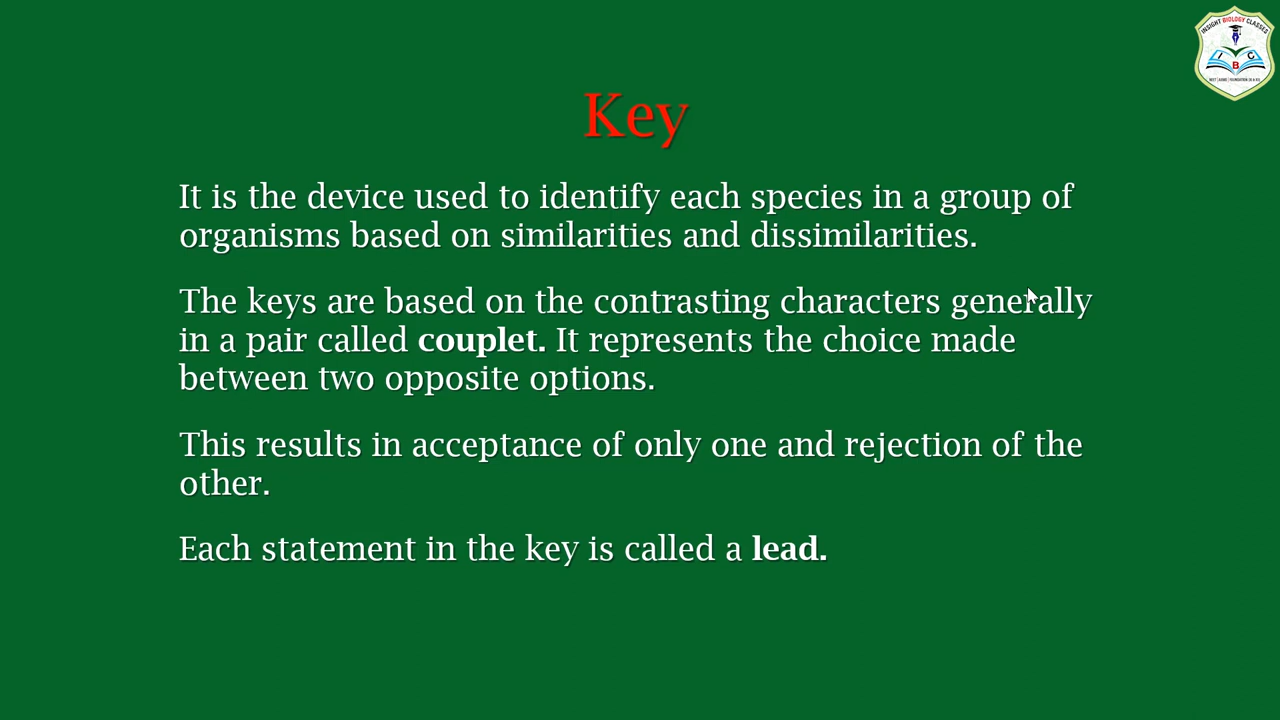 INSIGHT BIOLOGY CLASSES
I B C
Key
It is the device used to identify each species in a group of
organisms based on similarities and dissimilarities.
The keys are based on the contrasting characters generally
in a pair called couplet. It represents the choice made
between two opposite options.
This results in acceptance of only one and rejection of the
other.
Each statement in the key is called a lead.